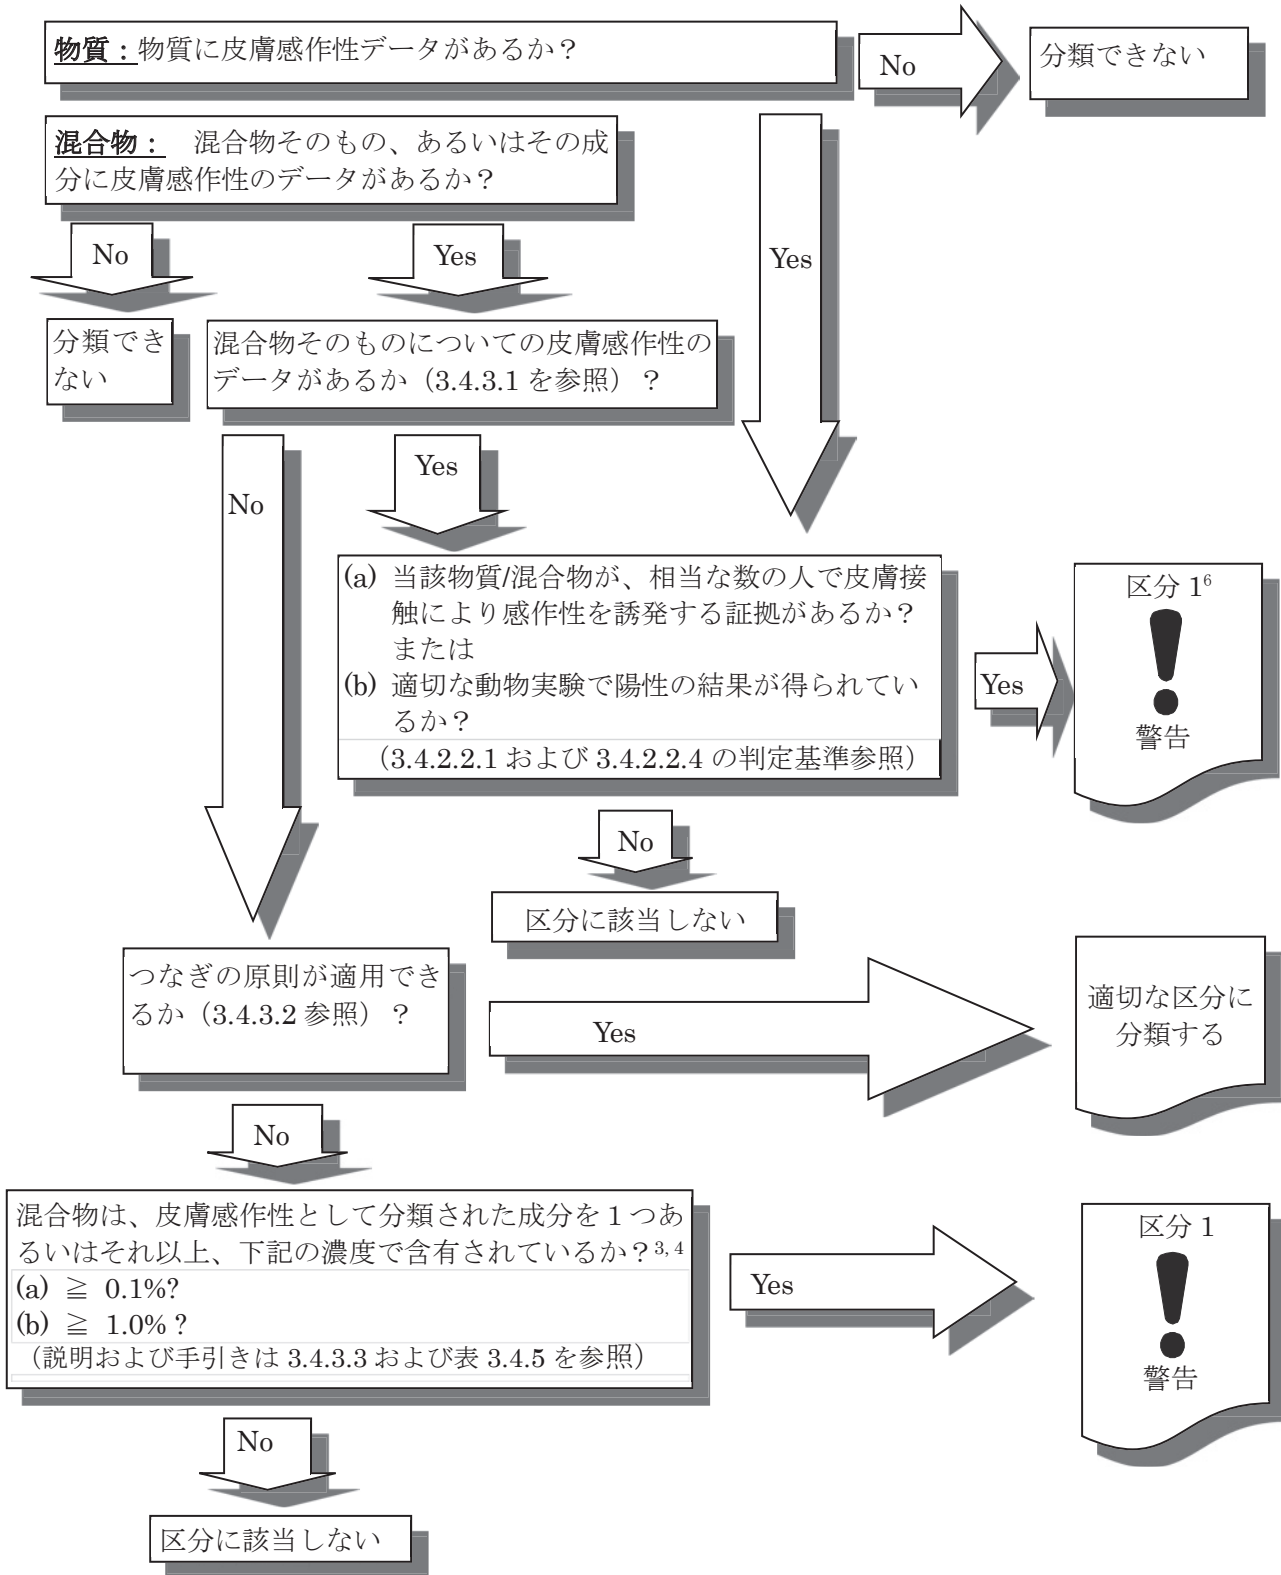 物質：物質に皮膚感作性データがあるか？
No
分類できない
混合物：　混合物そのもの、あるいはその成
分に皮膚感作性のデータがあるか？
No
Yes
Yes
分類でき
ない
混合物そのものについての皮膚感作性の
データがあるか（3.4.3.1 を参照）？
No
Yes
(a) 当該物質/混合物が、相当な数の人で皮膚接
触により感作性を誘発する証拠があるか？
または
(b) 適切な動物実験で陽性の結果が得られてい
るか？
（3.4.2.2.1 および 3.4.2.2.4 の判定基準参照）
Yes
区分 1⁶
警告
No
区分に該当しない
つなぎの原則が適用でき
るか（3.4.3.2 参照）？
Yes
適切な区分に
分類する
No
混合物は、皮膚感作性として分類された成分を 1 つあ
るいはそれ以上、下記の濃度で含有されているか？³, ⁴
(a) ≧ 0.1%?
(b) ≧ 1.0%？
（説明および手引きは 3.4.3.3 および表 3.4.5 を参照）
Yes
区分 1
警告
No
区分に該当しない